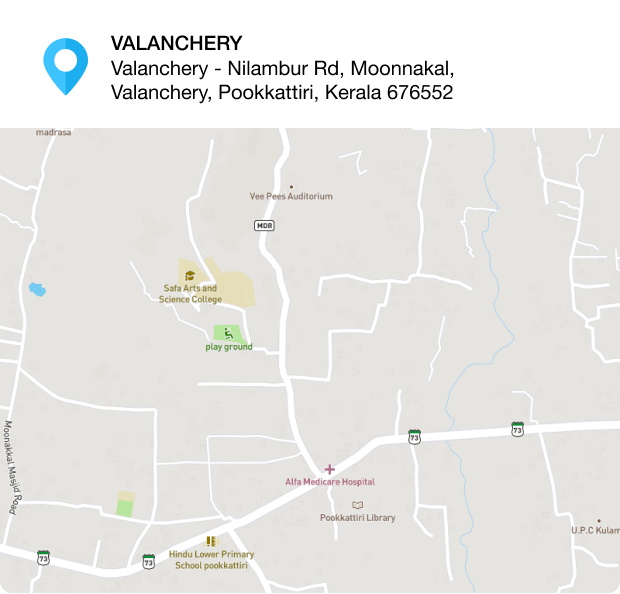 VALANCHERY
Valanchery - Nilambur Rd, Moonnakal,
Valanchery, Pookkattiri, Kerala 676552
madrasa
Vee Pees Auditorium
MDR
Safa Arts and
Science College
play ground
73
73
Moonakkal Masjid Road
Alfa Medicare Hospital
Pookkattiri Library
U.P.C Kulam
Hindu Lower Primary
School pookkattiri
73
73